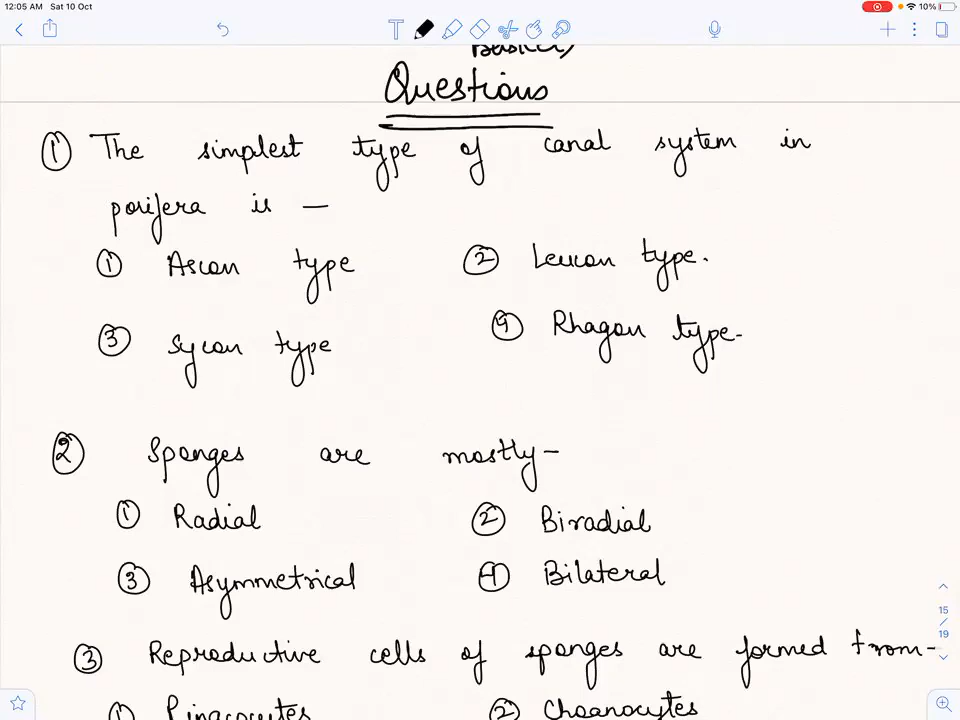 12:05 AM Sat 10 Oct
10%
Questions
① The simplest type of canal system in
porifera is —
① Ascon type ② Leucon type.
③ Sycon type ④ Rhagon type-
② Sponges are mostly-
① Radial ② Biradial
③ Asymmetrical ④ Bilateral
15
/
19
③ Reproductive cells of sponges are formed from-
① Pinacocytes ② Choanocytes